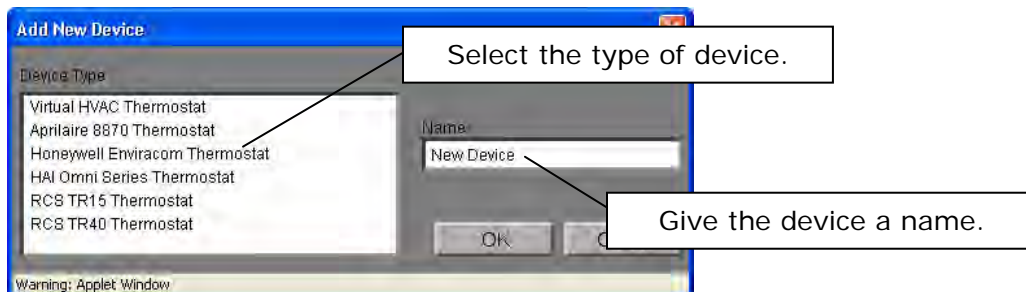 Add New Device
Select the type of device.
Device Type
Virtual HVAC Thermostat
Aprilaire 8870 Thermostat
Honeywell Enviracom Thermostat
HAI Omni Series Thermostat
RCS TR15 Thermostat
RCS TR40 Thermostat
Name
New Device
Give the device a name.
OK
Warning: Applet Window